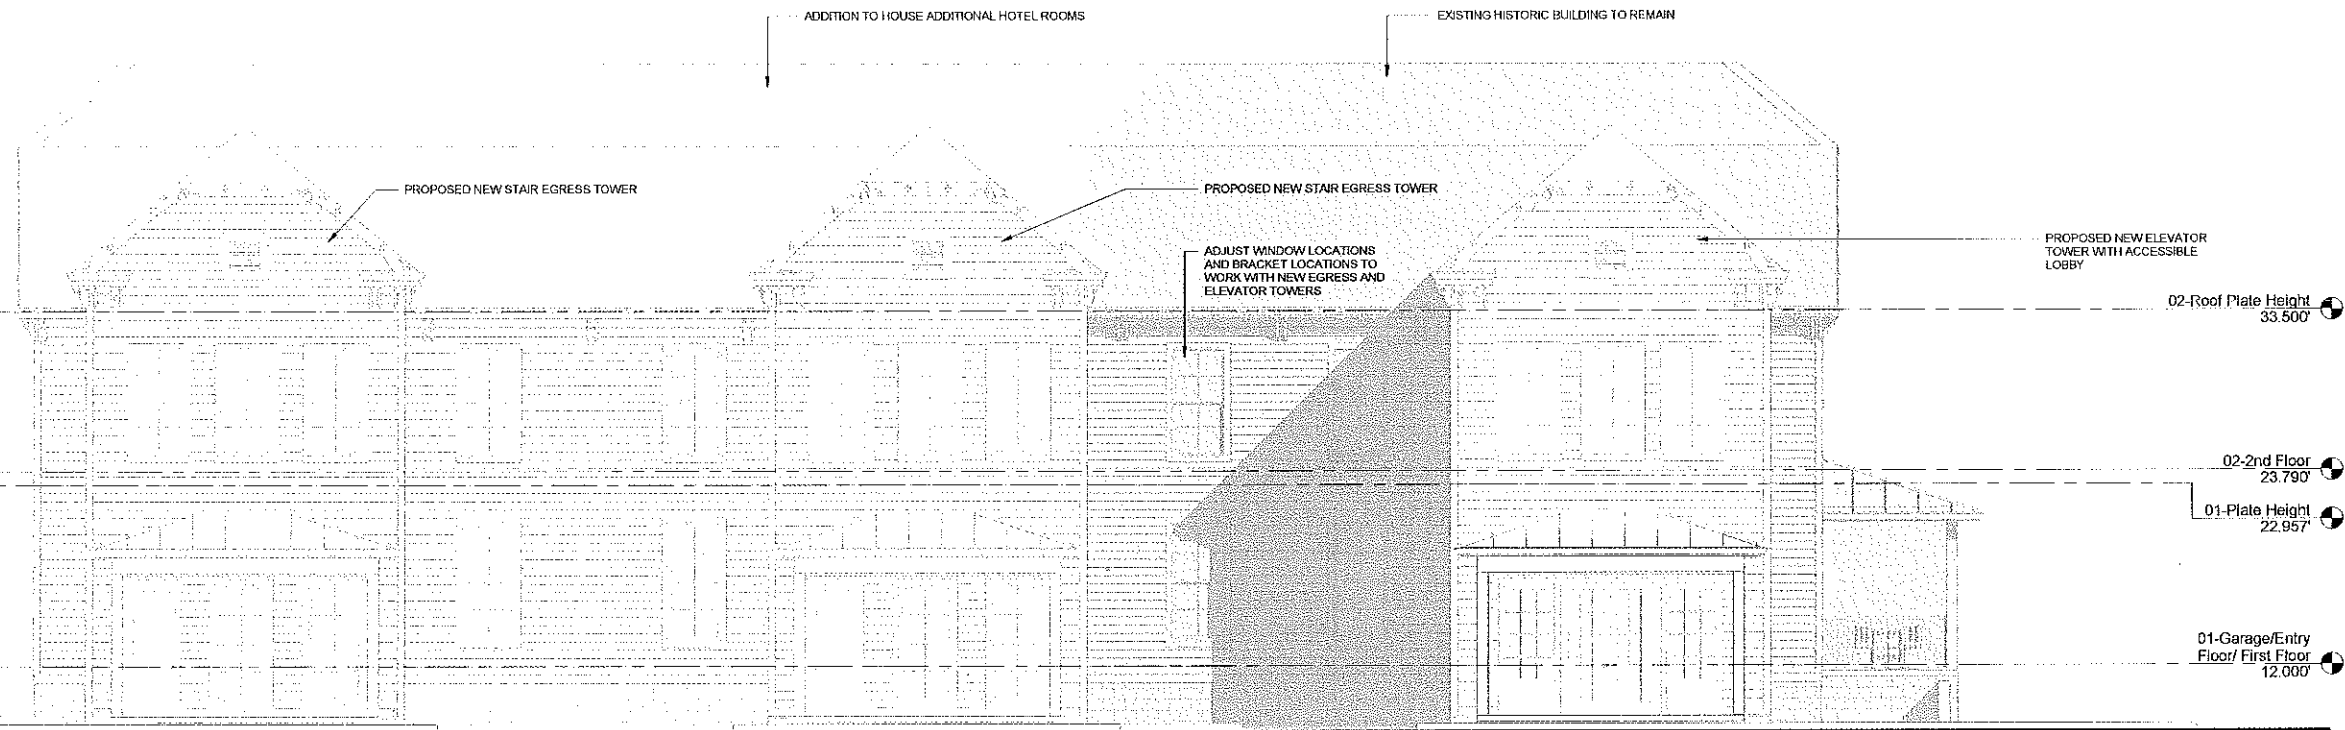 ADDITION TO HOUSE ADDITIONAL HOTEL ROOMS
EXISTING HISTORIC BUILDING TO REMAIN
PROPOSED NEW STAIR EGRESS TOWER
PROPOSED NEW STAIR EGRESS TOWER
ADJUST WINDOW LOCATIONS
AND BRACKET LOCATIONS TO
WORK WITH NEW EGRESS AND
ELEVATOR TOWERS
PROPOSED NEW ELEVATOR
TOWER WITH ACCESSIBLE
LOBBY
02-Roof Plate Height
33.500'
02-2nd Floor
23.790'
01-Plate Height
22.957'
01-Garage/Entry
Floor/ First Floor
12.000'